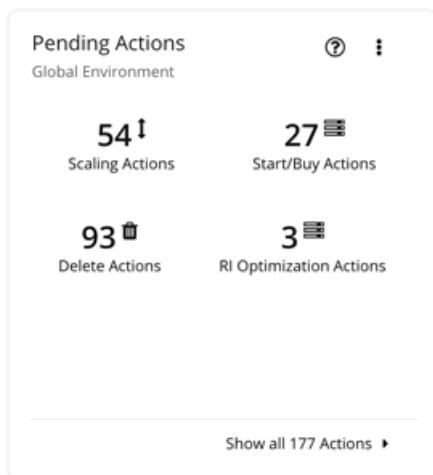 Pending Actions
Global Environment
54 27
Scaling Actions Start/Buy Actions
93 3
Delete Actions RI Optimization Actions
Show all 177 Actions